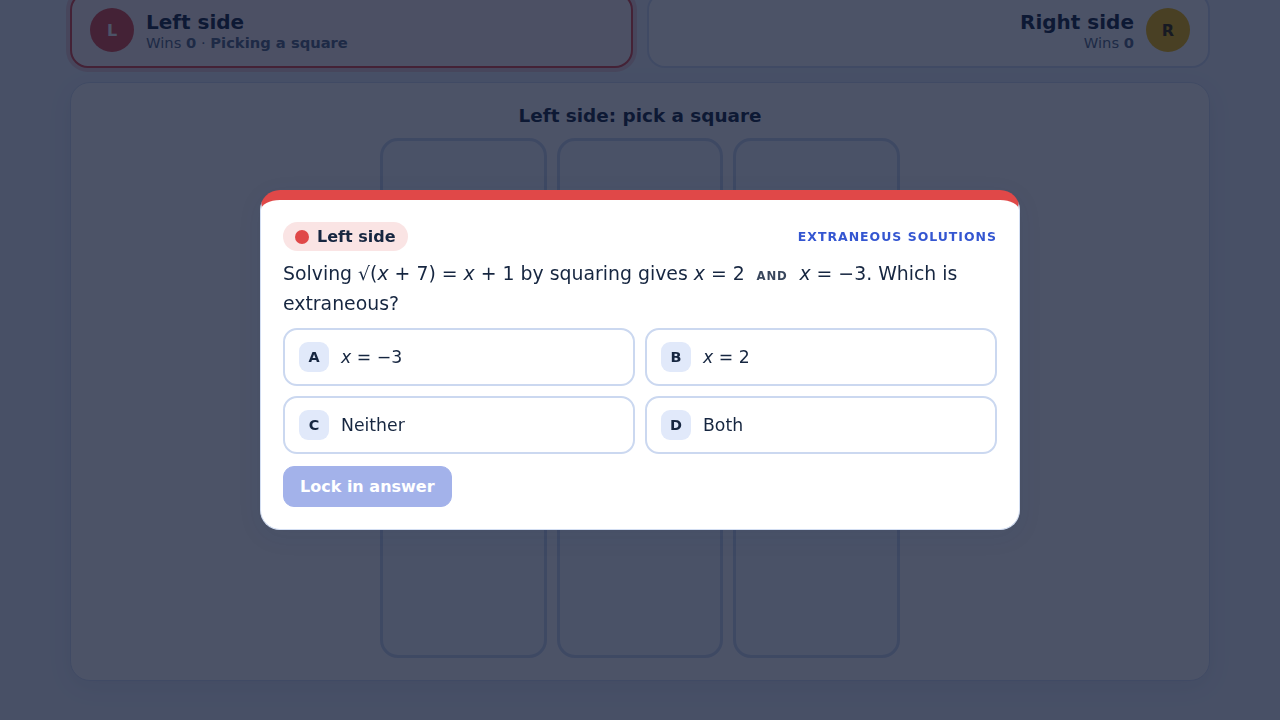 L
Left side
Wins 0 · Picking a square
Right side
Wins 0
R
Left side: pick a square
Left side
EXTRANEOUS SOLUTIONS
Solving √(x + 7) = x + 1 by squaring gives x = 2 AND x = −3. Which is
extraneous?
A x = −3
B x = 2
C Neither
D Both
Lock in answer